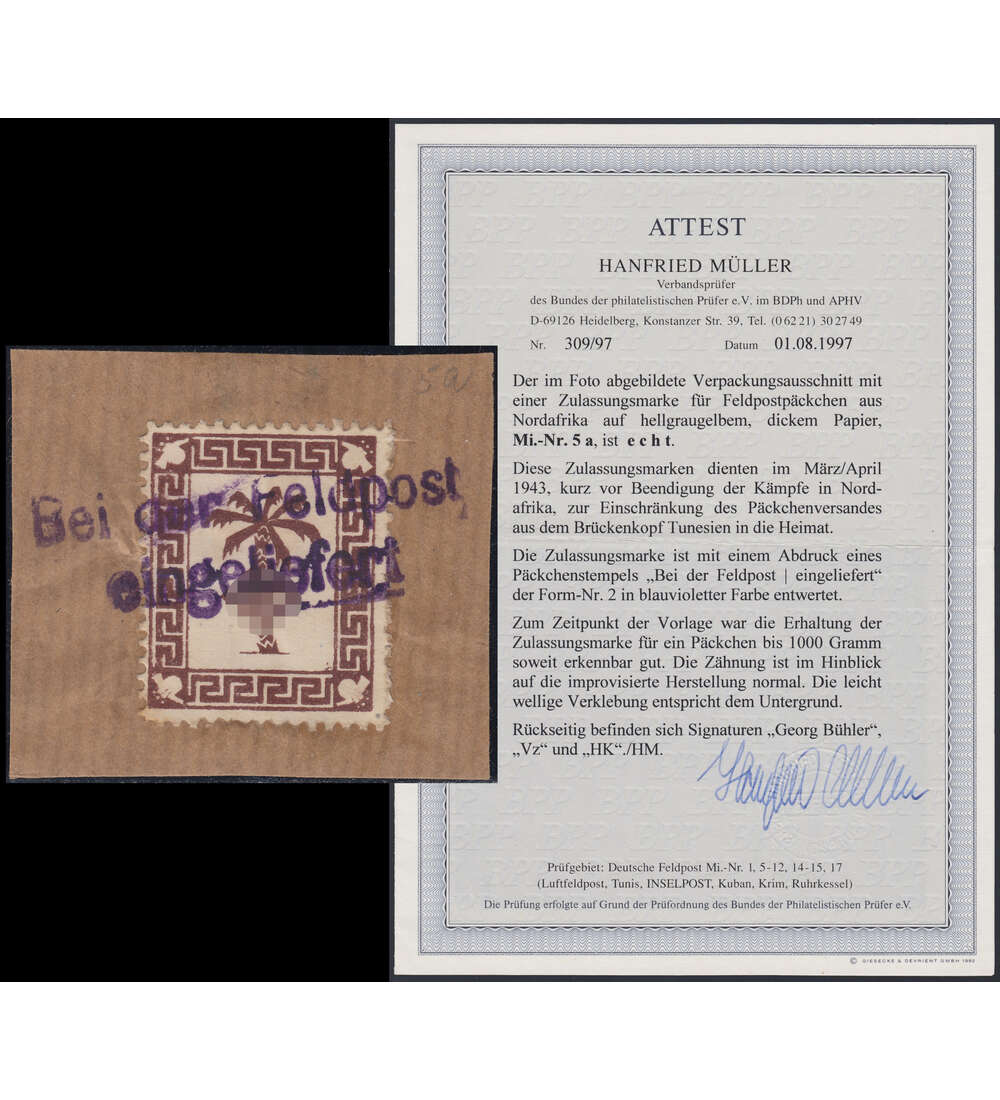 5a
Bei der Feldpost
eingeliefert
ATTEST
HANFRIED MÜLLER
Verbandsprüfer
des Bundes der philatelistischen Prüfer e.V. im BDPh und APHV
D-69126 Heidelberg, Konstanzer Str. 39, Tel. (0 62 21) 30 27 49
Nr. 309/97 Datum 01.08.1997
Der im Foto abgebildete Verpackungsausschnitt mit
einer Zulassungsmarke für Feldpostpäckchen aus
Nordafrika auf hellgraugelbem, dickem Papier,
Mi.-Nr. 5 a, ist e c h t.
Diese Zulassungsmarken dienten im März/April
1943, kurz vor Beendigung der Kämpfe in Nord-
afrika, zur Einschränkung des Päckchenversandes
aus dem Brückenkopf Tunesien in die Heimat.
Die Zulassungsmarke ist mit einem Abdruck eines
Päckchenstempels „Bei der Feldpost | eingeliefert“
der Form-Nr. 2 in blauvioletter Farbe entwertet.
Zum Zeitpunkt der Vorlage war die Erhaltung der
Zulassungsmarke für ein Päckchen bis 1000 Gramm
soweit erkennbar gut. Die Zähnung ist im Hinblick
auf die improvisierte Herstellung normal. Die leicht
wellige Verklebung entspricht dem Untergrund.
Rückseitig befinden sich Signaturen „Georg Bühler“,
„Vz“ und „HK“./HM.
Prüfgebiet: Deutsche Feldpost Mi.-Nr. 1, 5-12, 14-15, 17
(Luftfeldpost, Tunis, INSELPOST, Kuban, Krim, Ruhrkessel)
Die Prüfung erfolgte auf Grund der Prüfordnung des Bundes der Philatelistischen Prüfer e.V.
© GIESECKE & DEVRIENT GMBH 1992